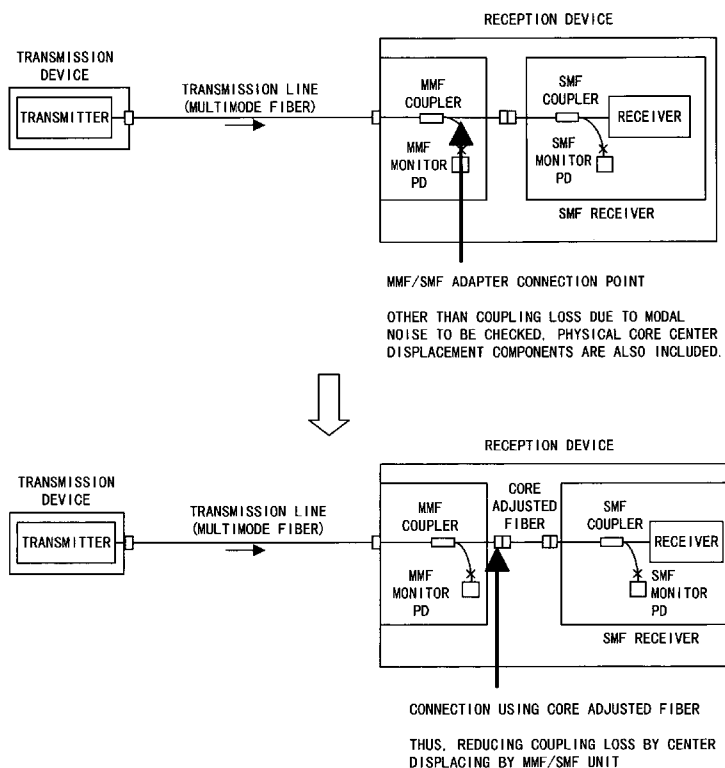 RECEPTION DEVICE
TRANSMISSION
DEVICE
TRANSMITTER
TRANSMISSION LINE
(MULTIMODE FIBER)
MMF
COUPLER
MMF
MONITOR
PD
SMF
COUPLER
RECEIVER
SMF
MONITOR
PD
SMF RECEIVER
MMF/SMF ADAPTER CONNECTION POINT
OTHER THAN COUPLING LOSS DUE TO MODAL
NOISE TO BE CHECKED, PHYSICAL CORE CENTER
DISPLACEMENT COMPONENTS ARE ALSO INCLUDED.
RECEPTION DEVICE
TRANSMISSION
DEVICE
TRANSMITTER
TRANSMISSION LINE
(MULTIMODE FIBER)
MMF
COUPLER
MMF
MONITOR
PD
CORE
ADJUSTED
FIBER
SMF
COUPLER
RECEIVER
SMF
MONITOR
PD
SMF RECEIVER
CONNECTION USING CORE ADJUSTED FIBER
THUS, REDUCING COUPLING LOSS BY CENTER
DISPLACING BY MMF/SMF UNIT